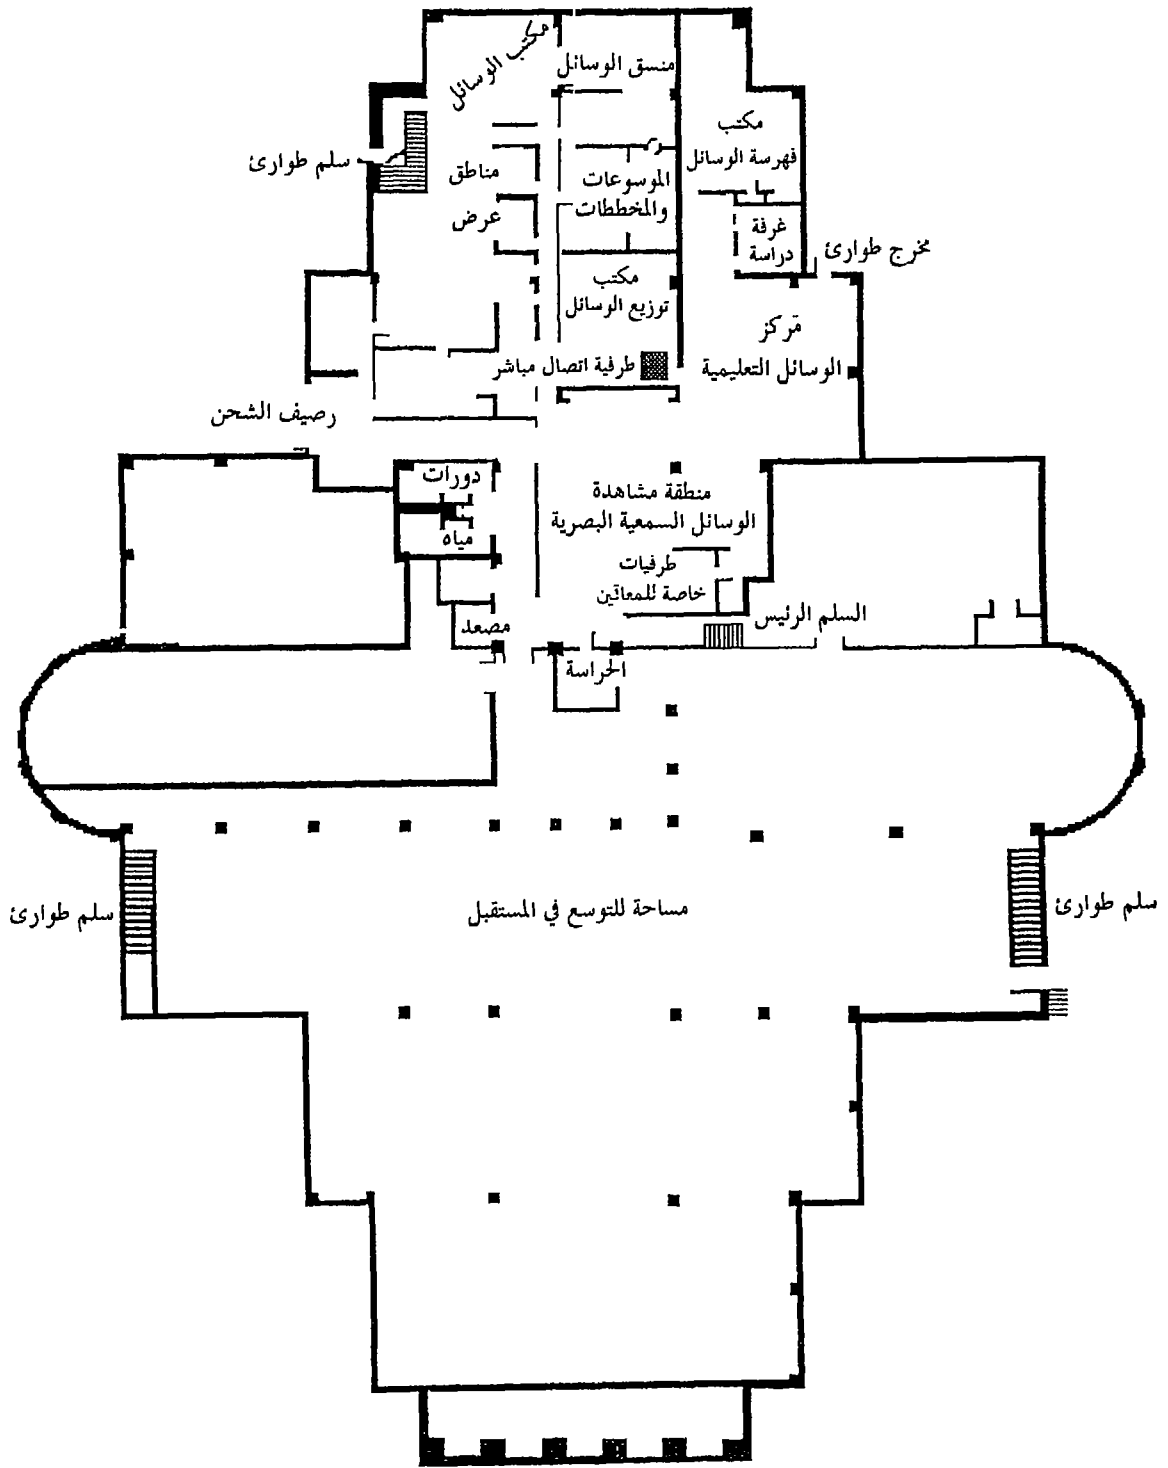 مكتب الوسائل
منسق الوسائل
مكتب
فهرسة الوسائل
سلم طوارئ
مناطق
عرض
الموسوعات
والمخططات
غرفة
دراسة
مخرج طوارئ
مكتب
توزيع الوسائل
مركز
الوسائل التعليمية
طرفية اتصال مباشر
رصيف الشحن
دورات
مياه
منطقة مشاهدة
الوسائل السمعية البصرية
طرفيات
خاصة للمعاقين
السلم الرئيس
مصعد
الحراسة
سلم طوارئ
مساحة للتوسع في المستقبل
سلم طوارئ